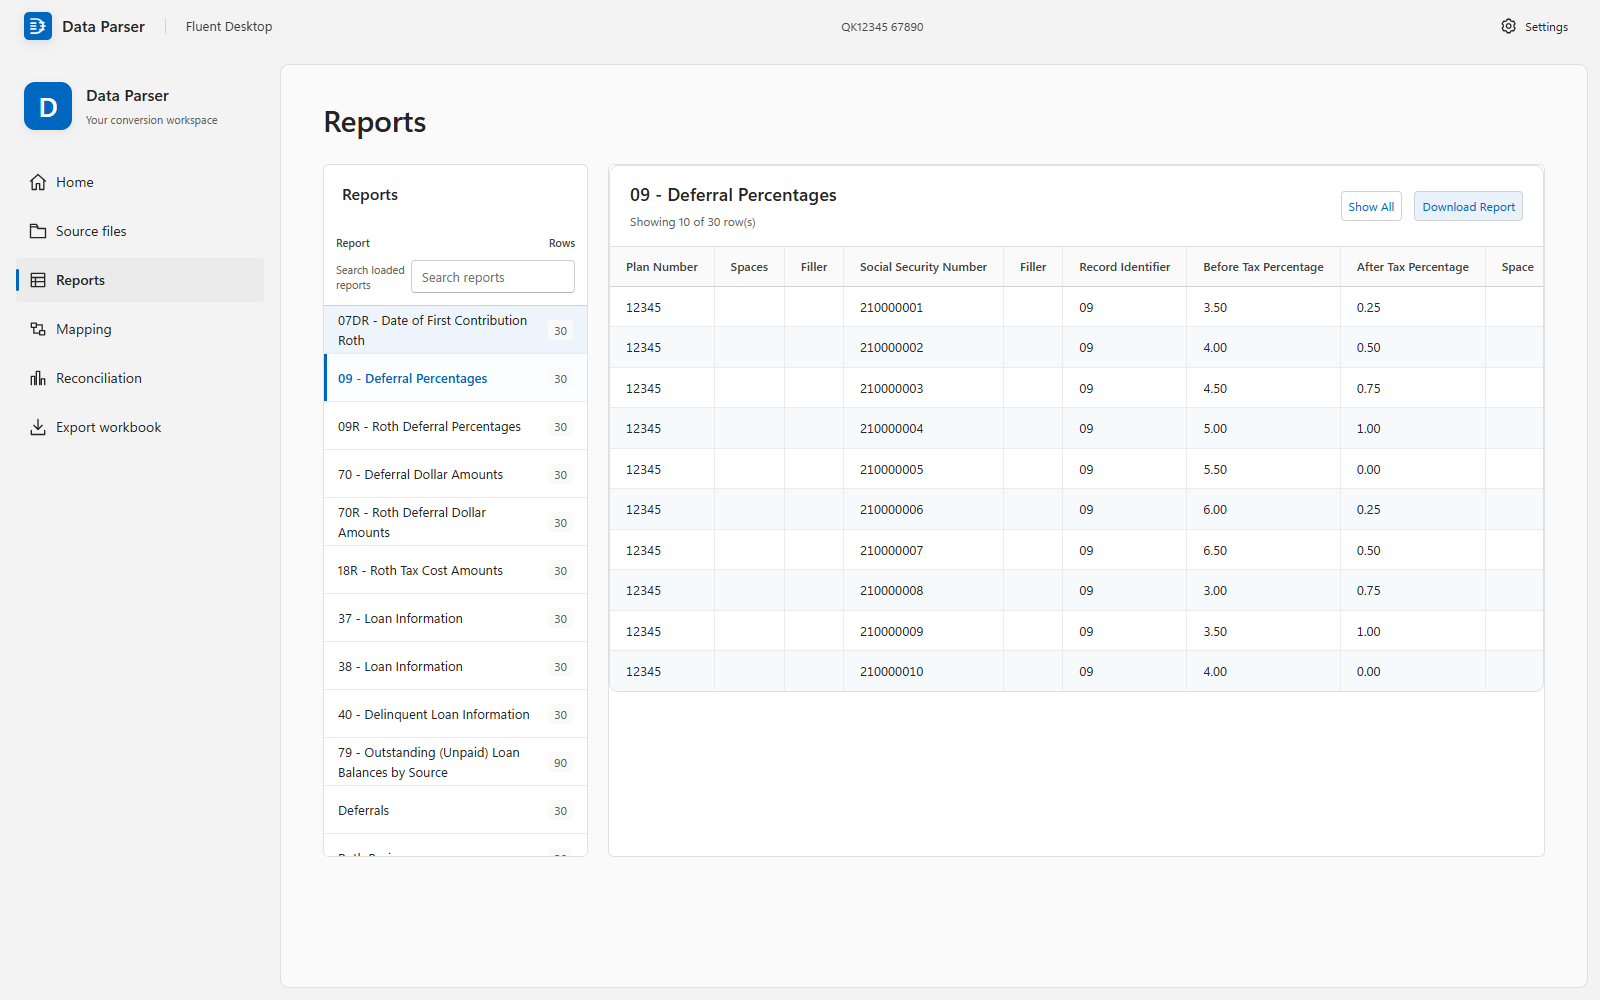 Data Parser
Fluent Desktop
QK12345 67890
Settings
D
Data Parser
Your conversion workspace
Home
Source files
Reports
Mapping
Reconciliation
Export workbook
Reports
Reports
Report Rows
Search loaded reports
Search reports
07DR - Date of First Contribution Roth 30
09 - Deferral Percentages 30
09R - Roth Deferral Percentages 30
70 - Deferral Dollar Amounts 30
70R - Roth Deferral Dollar Amounts 30
18R - Roth Tax Cost Amounts 30
37 - Loan Information 30
38 - Loan Information 30
40 - Delinquent Loan Information 30
79 - Outstanding (Unpaid) Loan Balances by Source 90
Deferrals 30
09 - Deferral Percentages
Showing 10 of 30 row(s)
Show All
Download Report
Plan Number Spaces Filler Social Security Number Filler Record Identifier Before Tax Percentage After Tax Percentage Space
12345 210000001 09 3.50 0.25
12345 210000002 09 4.00 0.50
12345 210000003 09 4.50 0.75
12345 210000004 09 5.00 1.00
12345 210000005 09 5.50 0.00
12345 210000006 09 6.00 0.25
12345 210000007 09 6.50 0.50
12345 210000008 09 3.00 0.75
12345 210000009 09 3.50 1.00
12345 210000010 09 4.00 0.00